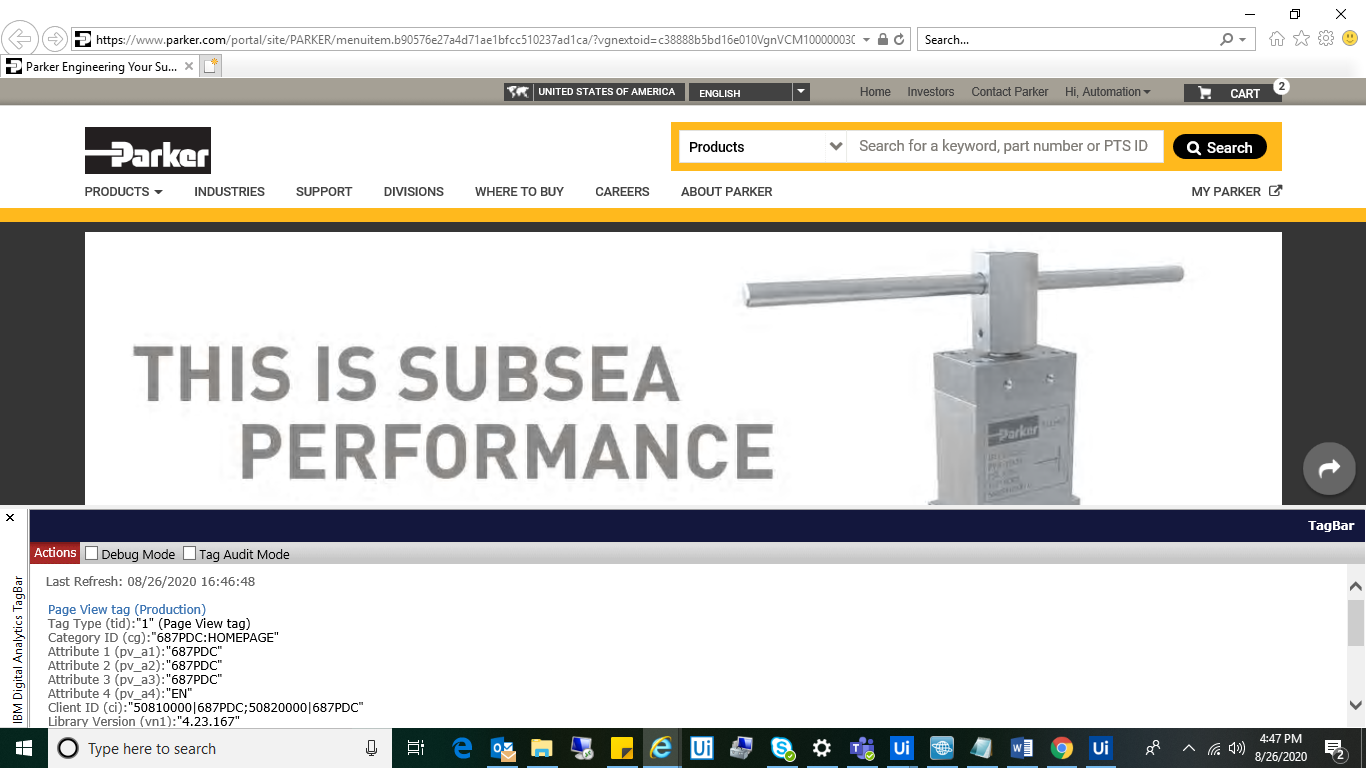 https://www.parker.com/portal/site/PARKER/menuitem.b90576e27a4d71ae1bfcc510237ad1ca/?vgnextoid=c38888b5bd16e010VgnVCM10000003(
Search...
Parker Engineering Your Su...
UNITED STATES OF AMERICA
ENGLISH
Home Investors Contact Parker Hi, Automation
CART
2
Parker
Products
Search for a keyword, part number or PTS ID
Search
PRODUCTS INDUSTRIES SUPPORT DIVISIONS WHERE TO BUY CAREERS ABOUT PARKER
MY PARKER
THIS IS SUBSEA
PERFORMANCE
Parker
TagBar
IBM Digital Analytics TagBar
Actions Debug Mode Tag Audit Mode
Last Refresh: 08/26/2020 16:46:48
Page View tag (Production)
Tag Type (tid):"1" (Page View tag)
Category ID (cg):"687PDC:HOMEPAGE"
Attribute 1 (pv_a1):"687PDC"
Attribute 2 (pv_a2):"687PDC"
Attribute 3 (pv_a3):"687PDC"
Attribute 4 (pv_a4):"EN"
Client ID (ci):"50810000|687PDC;50820000|687PDC"
Library Version (vn1):"4.23.167"
Type here to search
4:47 PM
8/26/2020
2